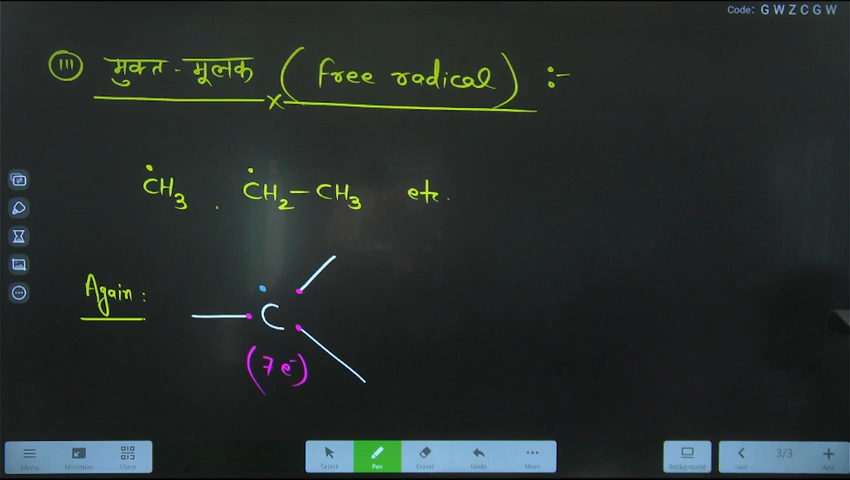 Code: GWZCGW
(III) मुक्त-मूलक (free radical) :-
ĊH₃ , ĊH₂–CH₃ etc.
Again:
C
(7e⁻)
Menu Minimize Share Select Pen Eraser Undo More Background Last 3/3 Add